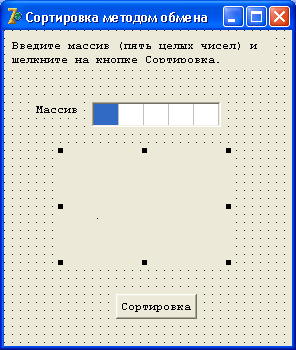 Сортировка методом обмена
Введите массив (пять целых чисел) и
щелкните на кнопке Сортировка.
Массив
Сортировка